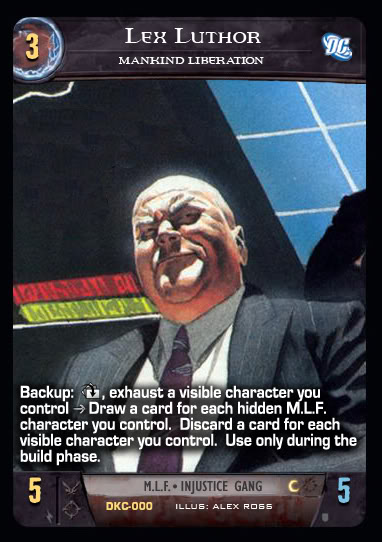 3
LEX LUTHOR
DC
MANKIND LIBERATION
Backup: , exhaust a visible character you
control → Draw a card for each hidden M.L.F.
character you control. Discard a card for each
visible character you control. Use only during the
build phase.
5
M.L.F. • INJUSTICE GANG
C
5
DKC-000
ILLUS: ALEX ROSS